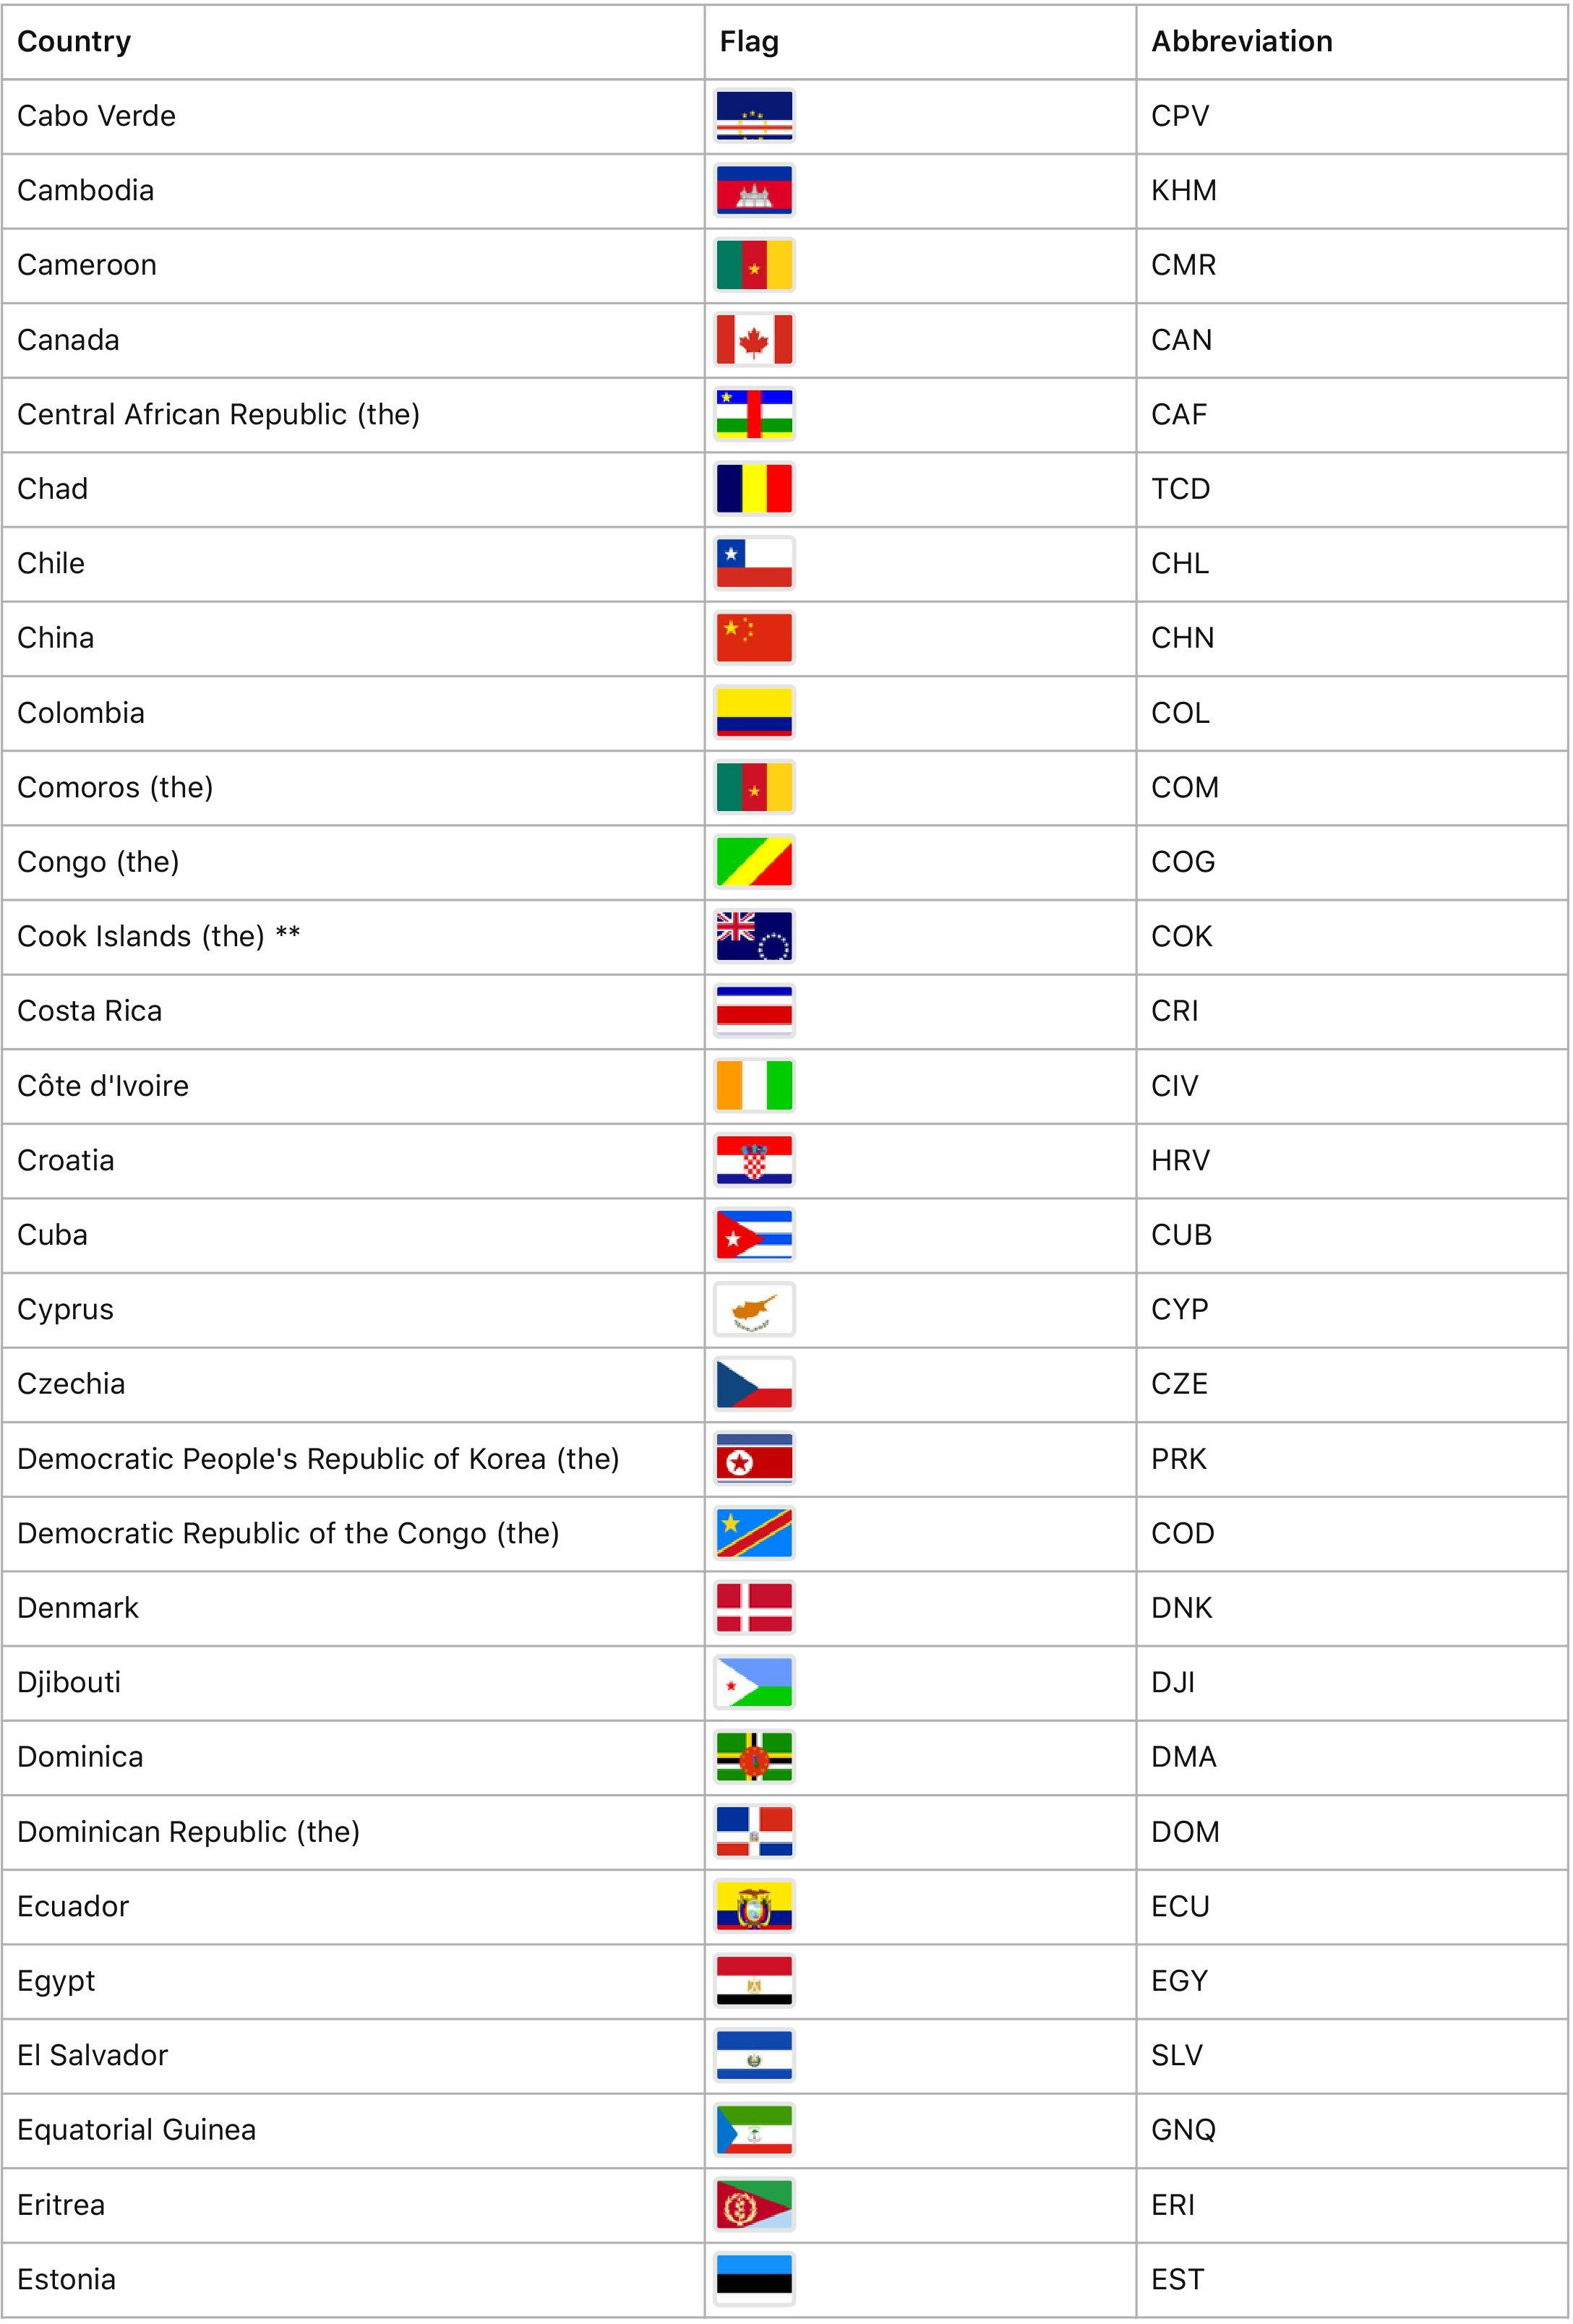 Country Flag Abbreviation
Cabo Verde CPV
Cambodia KHM
Cameroon CMR
Canada CAN
Central African Republic (the) CAF
Chad TCD
Chile CHL
China CHN
Colombia COL
Comoros (the) COM
Congo (the) COG
Cook Islands (the) ** COK
Costa Rica CRI
Côte d'Ivoire CIV
Croatia HRV
Cuba CUB
Cyprus CYP
Czechia CZE
Democratic People's Republic of Korea (the) PRK
Democratic Republic of the Congo (the) COD
Denmark DNK
Djibouti DJI
Dominica DMA
Dominican Republic (the) DOM
Ecuador ECU
Egypt EGY
El Salvador SLV
Equatorial Guinea GNQ
Eritrea ERI
Estonia EST